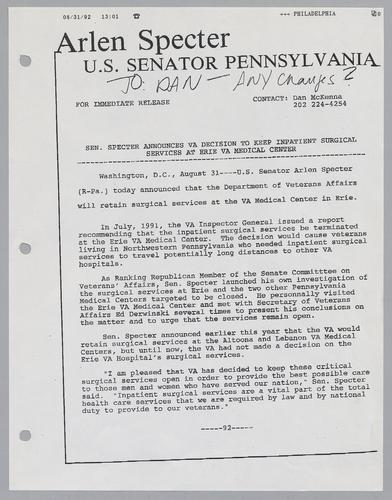 08/31/92 13:01 ☎ +++ PHILADELPHIA
Arlen Specter
U.S. SENATOR PENNSYLVANIA
TO: DAN — ANY Changes?
FOR IMMEDIATE RELEASE
CONTACT: Dan McKenna
202 224-4254
SEN. SPECTER ANNOUNCES VA DECISION TO KEEP INPATIENT SURGICAL
SERVICES AT ERIE VA MEDICAL CENTER
Washington, D.C., August 31----U.S. Senator Arlen Specter
(R-Pa.) today announced that the Department of Veterans Affairs
will retain surgical services at the VA Medical Center in Erie.
In July, 1991, the VA Inspector General issued a report
recommending that the inpatient surgical services be terminated
at the Erie VA Medical Center. The decision would cause veterans
living in Northwestern Pennsylvania who needed inpatient surgical
services to travel potentially long distances to other VA
hospitals.
As Ranking Republican Member of the Senate Committtee on
Veterans' Affairs, Sen. Specter launched his own investigation of
the surgical services at Erie and the two other Pennsylvania
Medical Centers targeted to be closed. He personally visited
the Erie VA Medical Center and met with Secretary of Veterans
Affairs Ed Derwinski several times to present his conclusions on
the matter and to urge that the services remain open.
Sen. Specter announced earlier this year that the VA would
retain surgical services at the Altoona and Lebanon VA Medical
Centers, but until now, the VA had not made a decision on the
Erie VA Hospital's surgical services.
"I am pleased that VA has decided to keep these critical
surgical services open in order to provide the best possible care
to those men and women who have served our nation," Sen. Specter
said. "Inpatient surgical services are a vital part of the total
health care services that we are required by law and by national
duty to provide to our veterans."
-----92-----